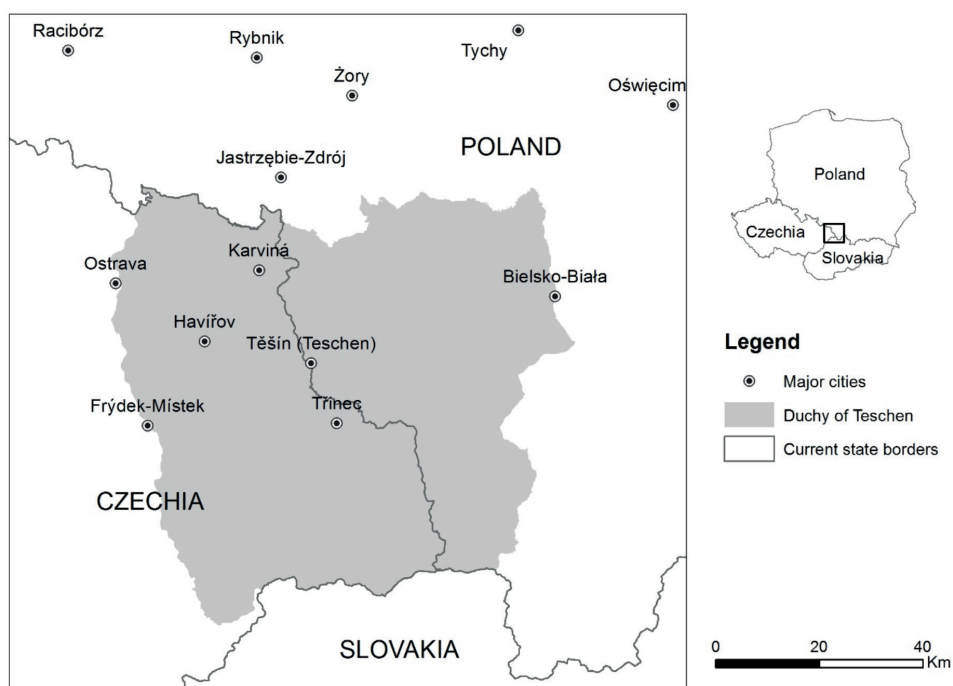 Racibórz
Rybnik
Tychy
Żory
Oświęcim
POLAND
Jastrzębie-Zdrój
Karviná
Ostrava
Bielsko-Biała
Havířov
Těšín (Teschen)
Frýdek-Místek
Třinec
CZECHIA
SLOVAKIA
Poland
Czechia
Slovakia
Legend
Major cities
Duchy of Teschen
Current state borders
0 20 40
Km